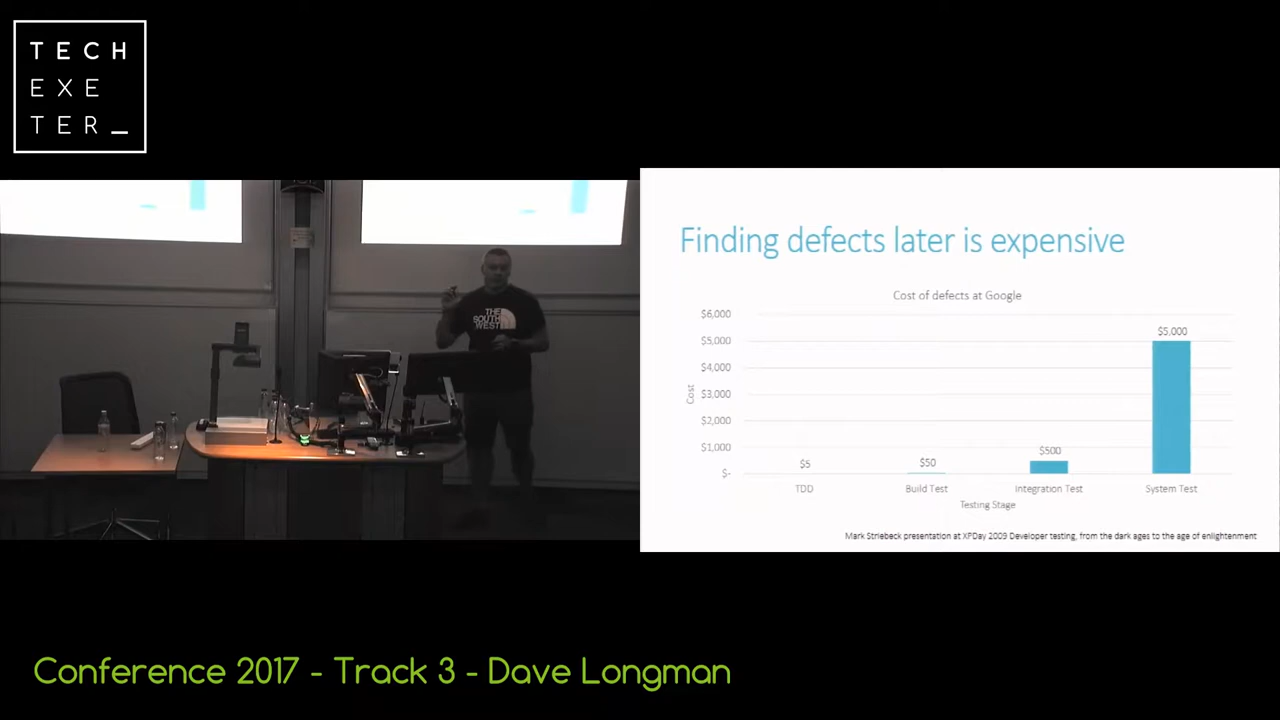 TECH
EXE
TER_
THE
SOUTH
WEST
Finding defects later is expensive
Cost of defects at Google
$6,000
$5,000
$4,000
$3,000
$2,000
$1,000
$-
Cost
$5
$50
$500
$5,000
TDD
Build Test
Integration Test
System Test
Testing Stage
Mark Striebeck presentation at XPDay 2009 Developer testing, from the dark ages to the age of enlightenment
Conference 2017 - Track 3 - Dave Longman